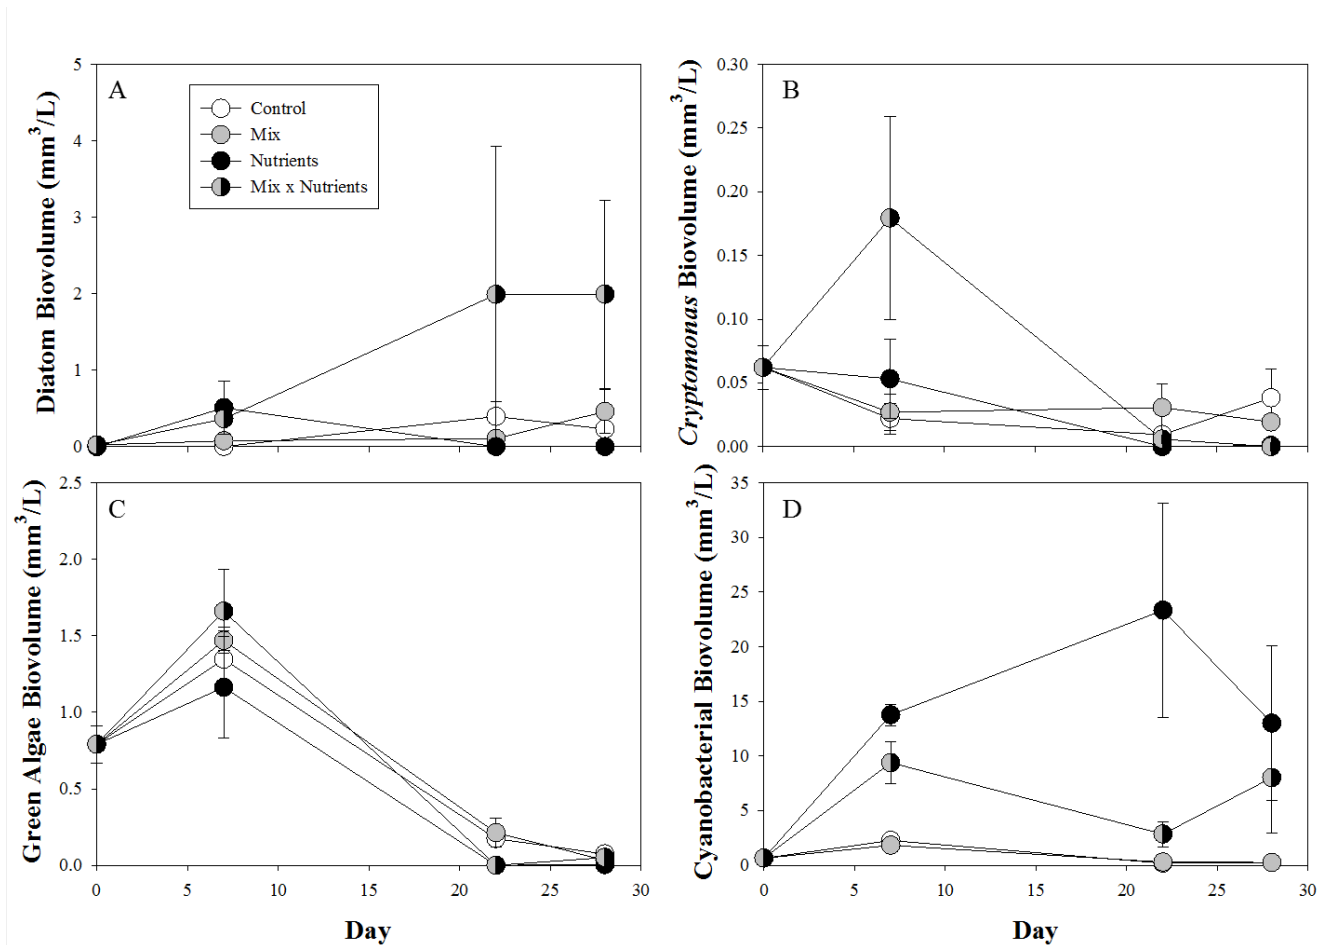 A
Control
Mix
Nutrients
Mix x Nutrients
Diatom Biovolume (mm³/L)
5
4
3
2
1
0
B
Cryptomonas Biovolume (mm³/L)
0.30
0.25
0.20
0.15
0.10
0.05
0.00
C
Green Algae Biovolume (mm³/L)
2.5
2.0
1.5
1.0
0.5
0.0
0 5 10 15 20 25 30
Day
D
Cyanobacterial Biovolume (mm³/L)
35
30
25
20
15
10
5
0
0 5 10 15 20 25 30
Day